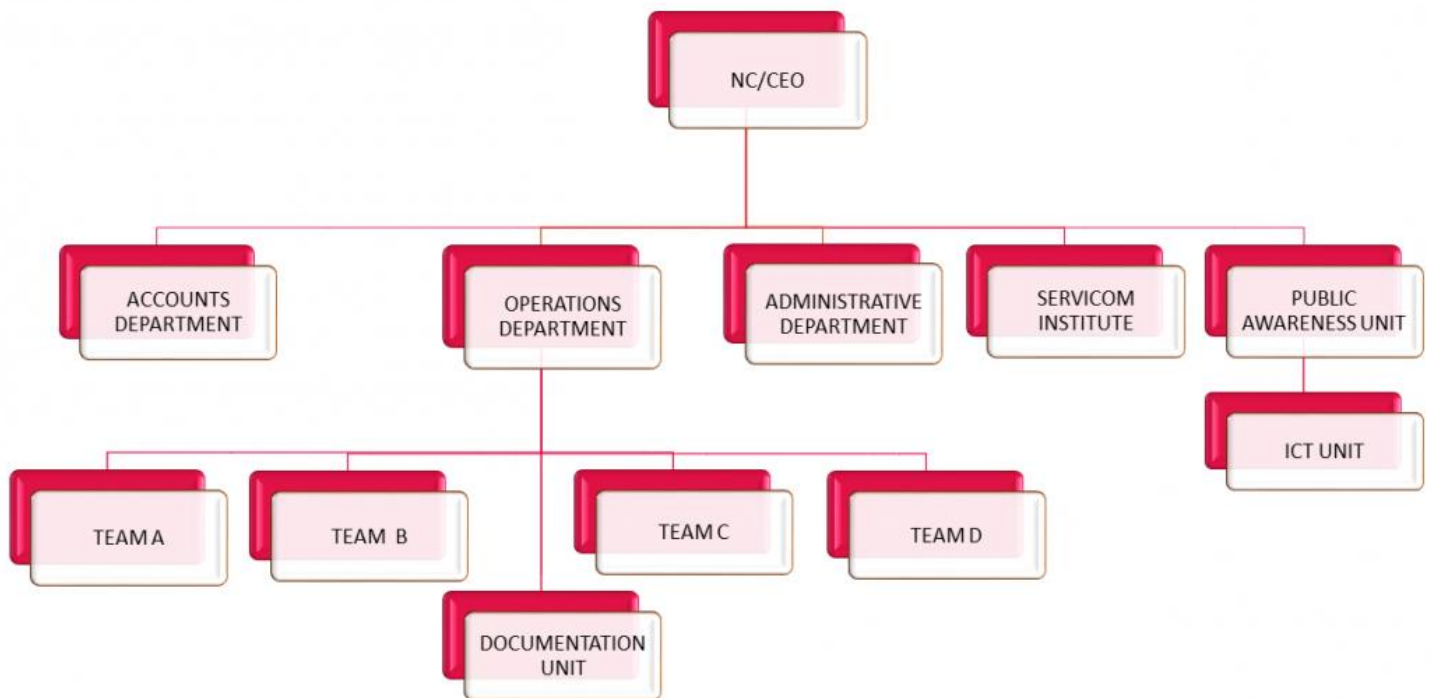 NC/CEO
ACCOUNTS
DEPARTMENT
OPERATIONS
DEPARTMENT
ADMINISTRATIVE
DEPARTMENT
SERVICOM
INSTITUTE
PUBLIC
AWARENESS UNIT
ICT UNIT
TEAM A
TEAM B
TEAM C
TEAM D
DOCUMENTATION
UNIT